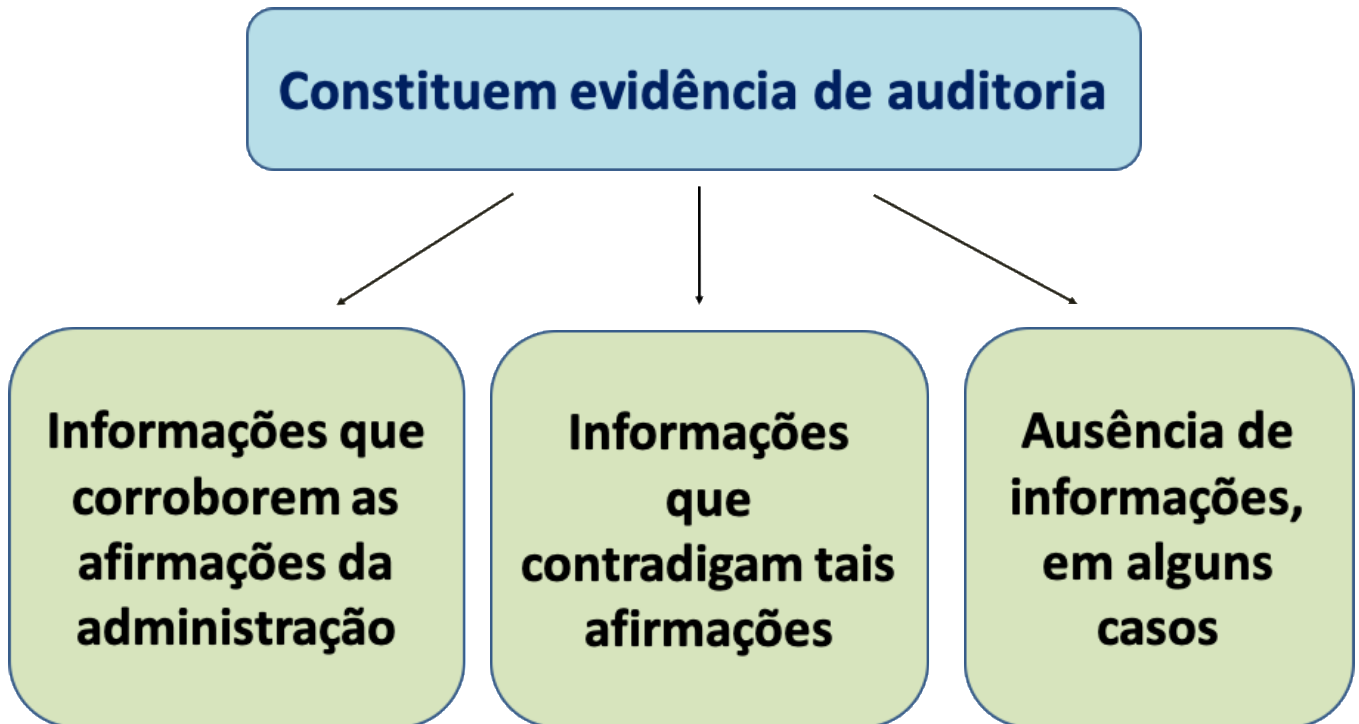 Constituem evidência de auditoria
Informações que
corroborem as
afirmações da
administração
Informações
que
contradigam tais
afirmações
Ausência de
informações,
em alguns
casos